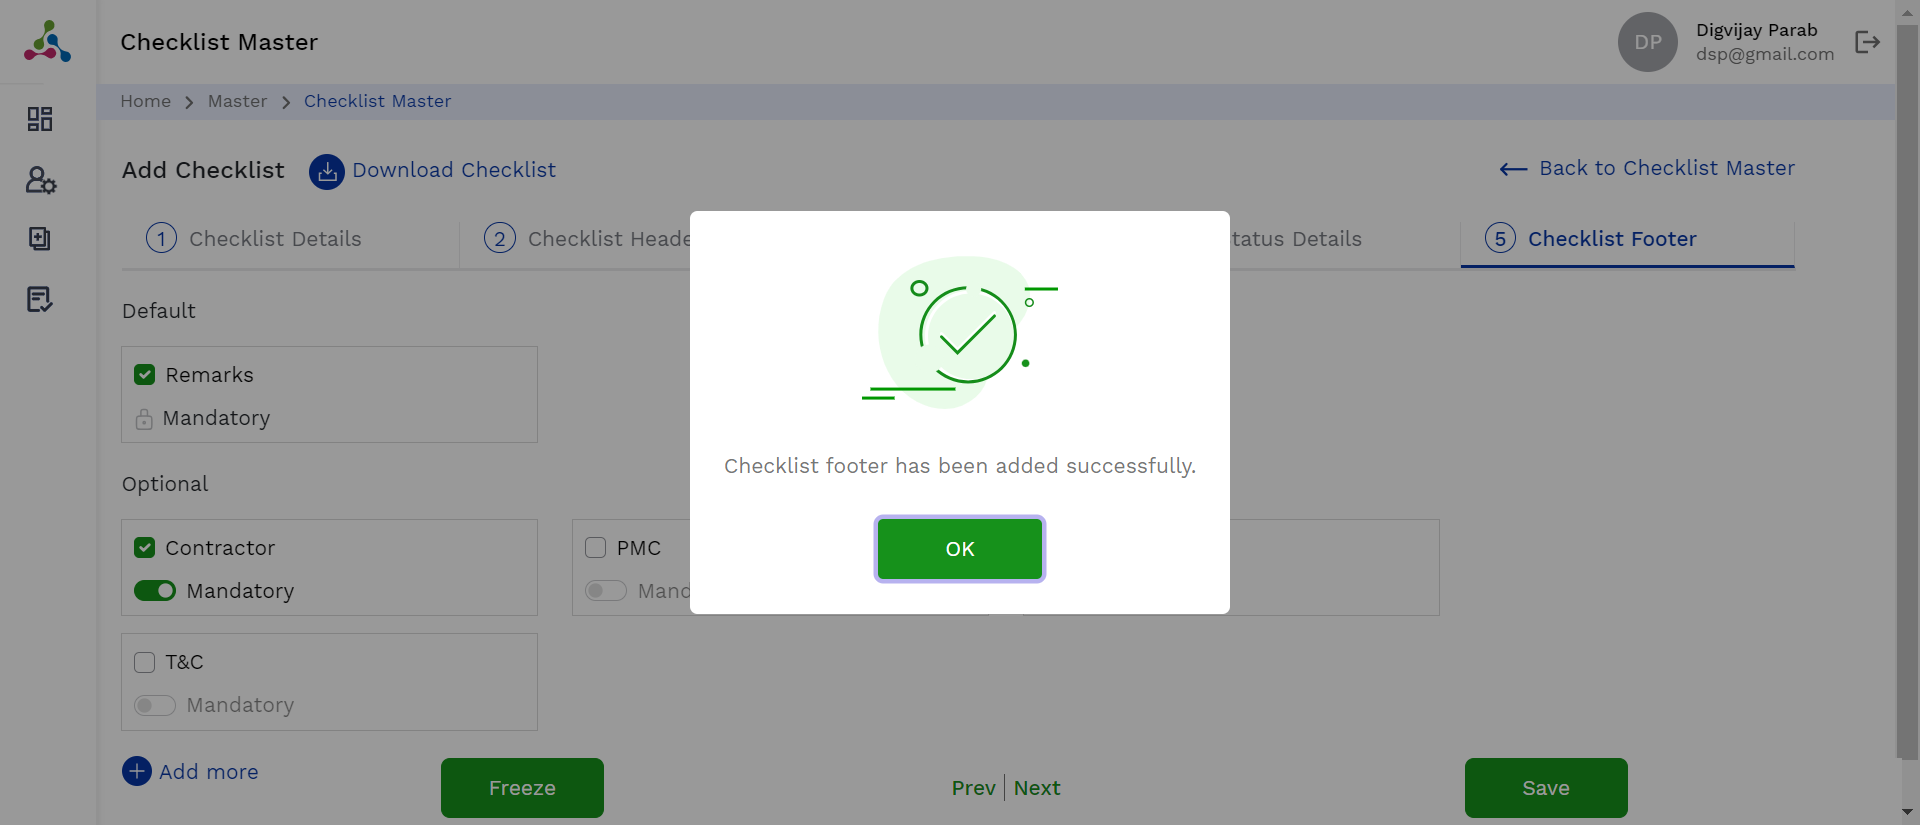 Checklist Master
DP
Digvijay Parab
dsp@gmail.com
Home > Master > Checklist Master
Add Checklist
Download Checklist
Back to Checklist Master
1 Checklist Details
2 Checklist Heade
tatus Details
5 Checklist Footer
Default
Remarks
Mandatory
Checklist footer has been added successfully.
OK
Optional
Contractor
Mandatory
PMC
Mand
T&C
Mandatory
Add more
Freeze
Prev | Next
Save